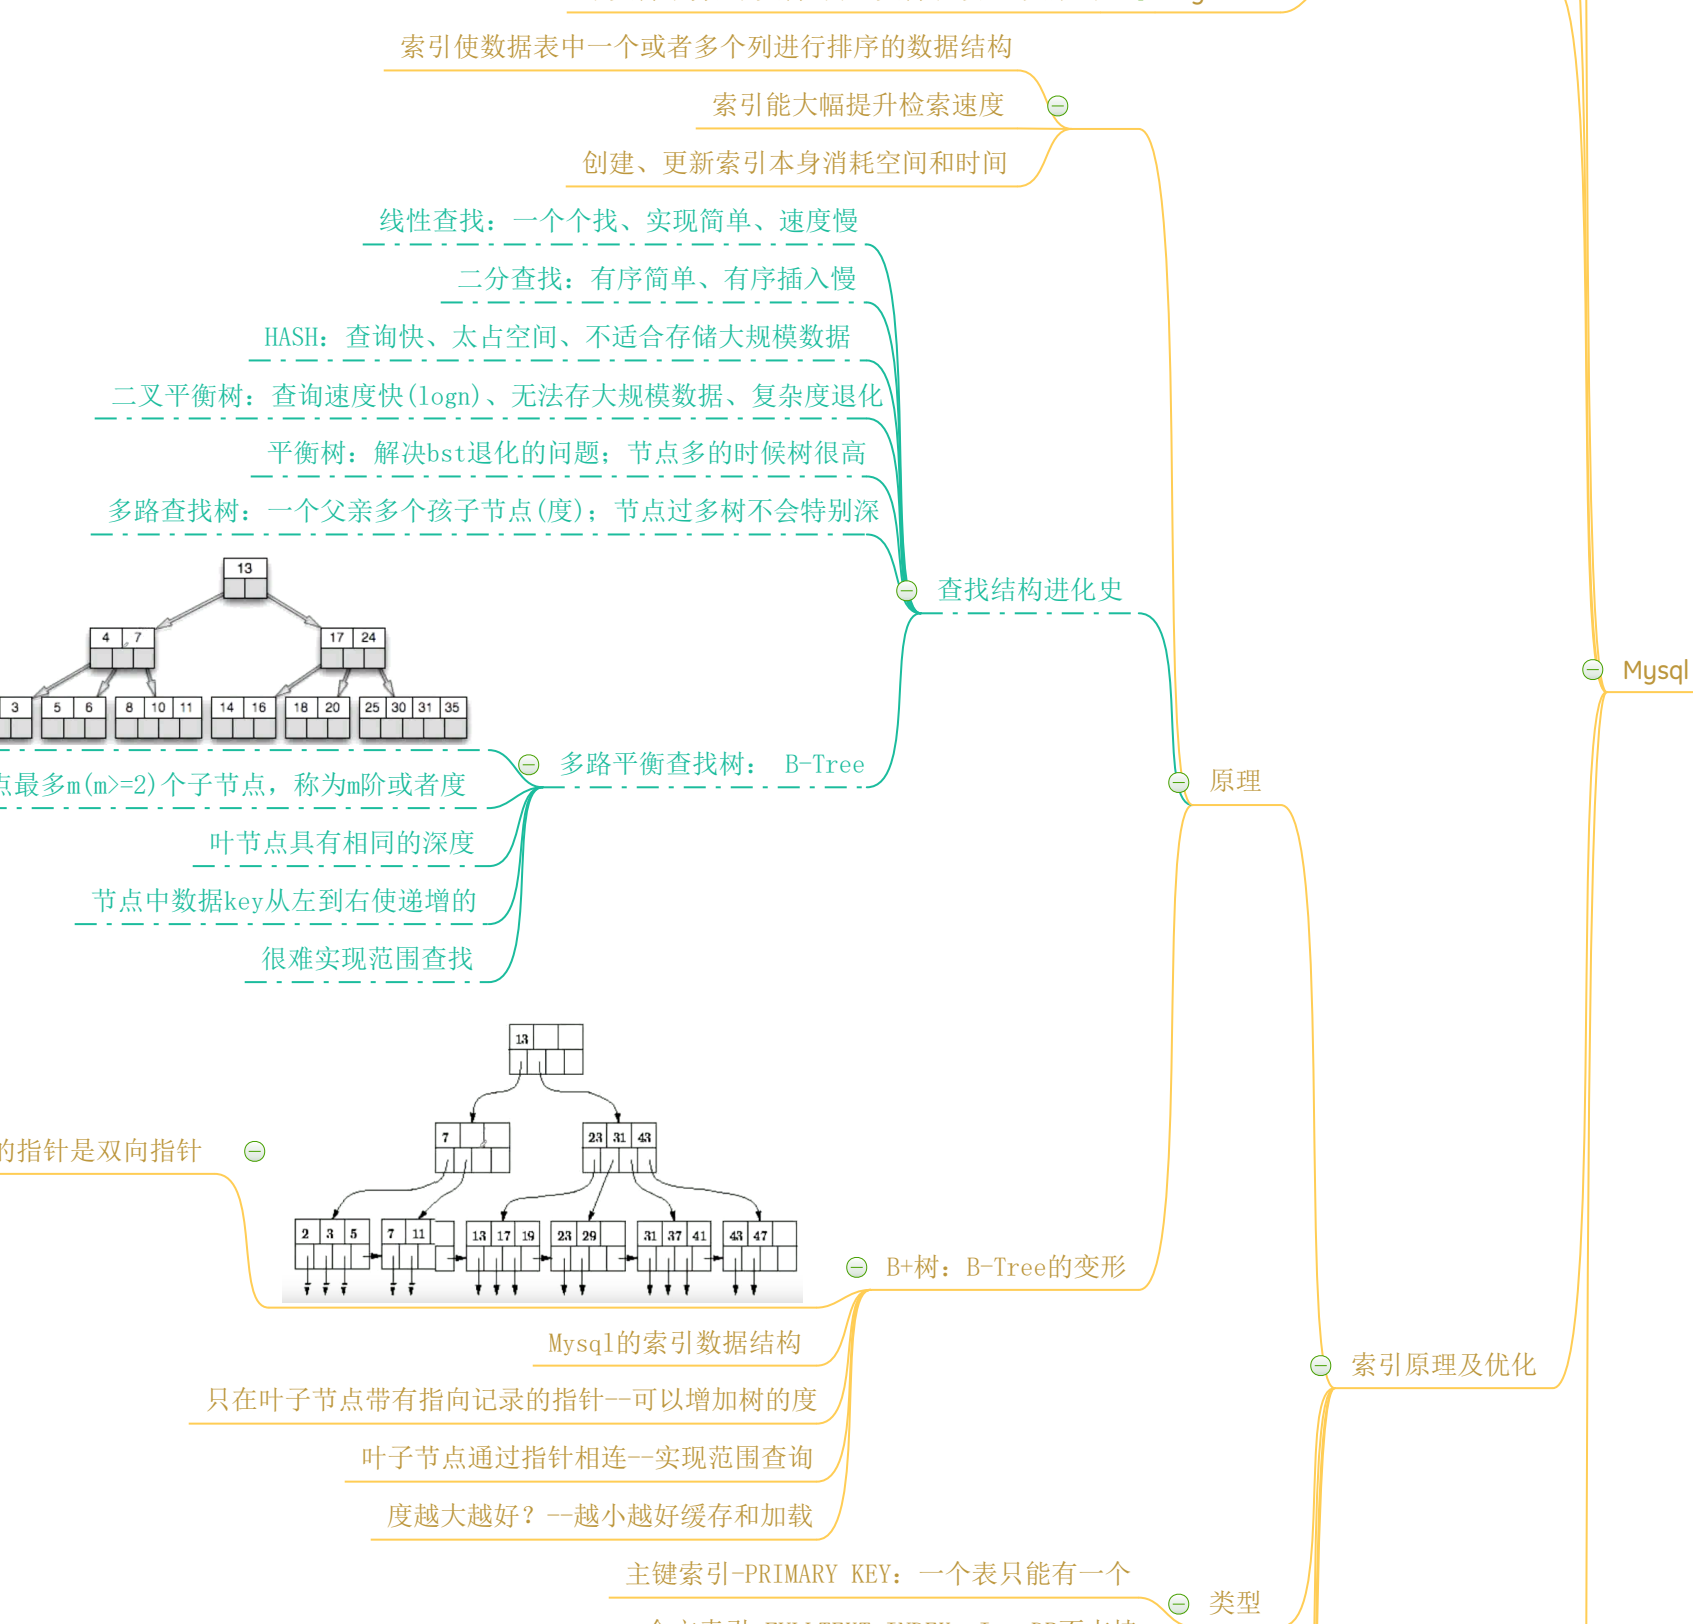 索引使数据表中一个或者多个列进行排序的数据结构
索引能大幅提升检索速度
创建、更新索引本身消耗空间和时间
线性查找：一个个找、实现简单、速度慢
二分查找：有序简单、有序插入慢
HASH：查询快、太占空间、不适合存储大规模数据
二叉平衡树：查询速度快(logn)、无法存大规模数据、复杂度退化
平衡树：解决bst退化的问题；节点多的时候树很高
多路查找树：一个父亲多个孩子节点(度)；节点过多树不会特别深
13
4 7
17 24
3
5 6
8 10 11
14 16
18 20
25 30 31 35
查找结构进化史
Mysql
多路平衡查找树： B-Tree
原理
点最多m(m>=2)个子节点，称为m阶或者度
叶节点具有相同的深度
节点中数据key从左到右使递增的
很难实现范围查找
13
7
23 31 43
的指针是双向指针
2 3 5
7 11
13 17 19
23 29
31 37 41
43 47
B+树：B-Tree的变形
Mysql的索引数据结构
索引原理及优化
只在叶子节点带有指向记录的指针--可以增加树的度
叶子节点通过指针相连--实现范围查询
度越大越好？--越小越好缓存和加载
主键索引-PRIMARY KEY：一个表只能有一个
类型